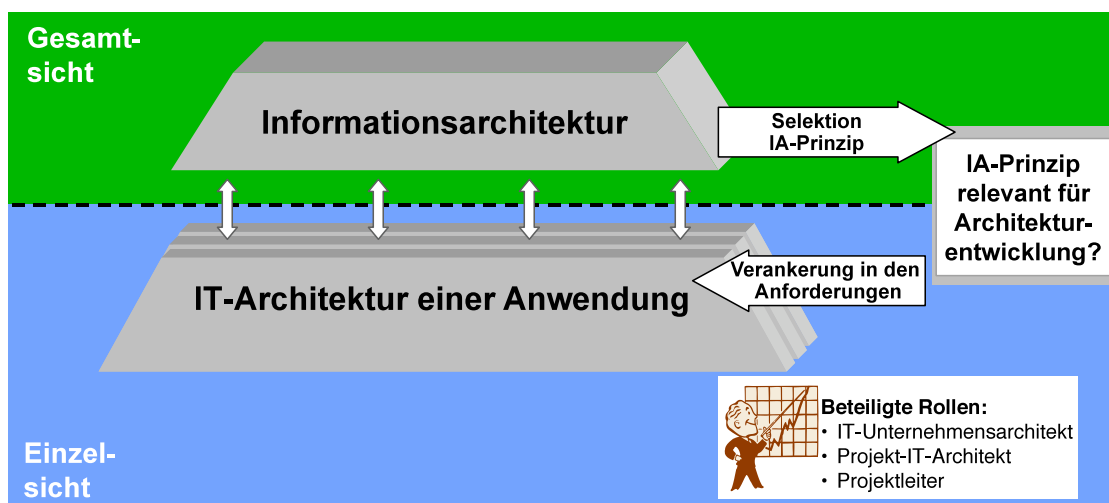 Gesamt-
sicht
Informationsarchitektur
Selektion
IA-Prinzip
IA-Prinzip
relevant für
Architektur-
entwicklung?
Verankerung in den
Anforderungen
IT-Architektur einer Anwendung
Beteiligte Rollen:
• IT-Unternehmensarchitekt
• Projekt-IT-Architekt
• Projektleiter
Einzel-
sicht